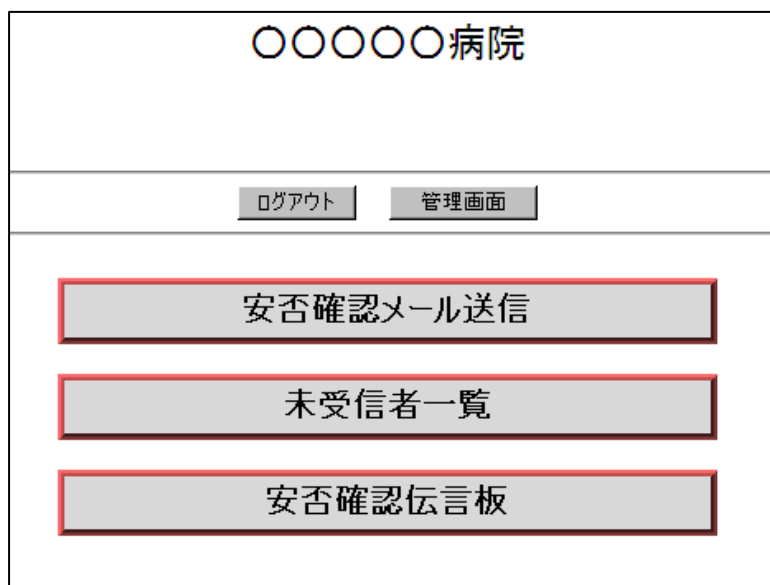 〇〇〇〇〇病院
ログアウト 管理画面
安否確認メール送信
未受信者一覧
安否確認伝言板